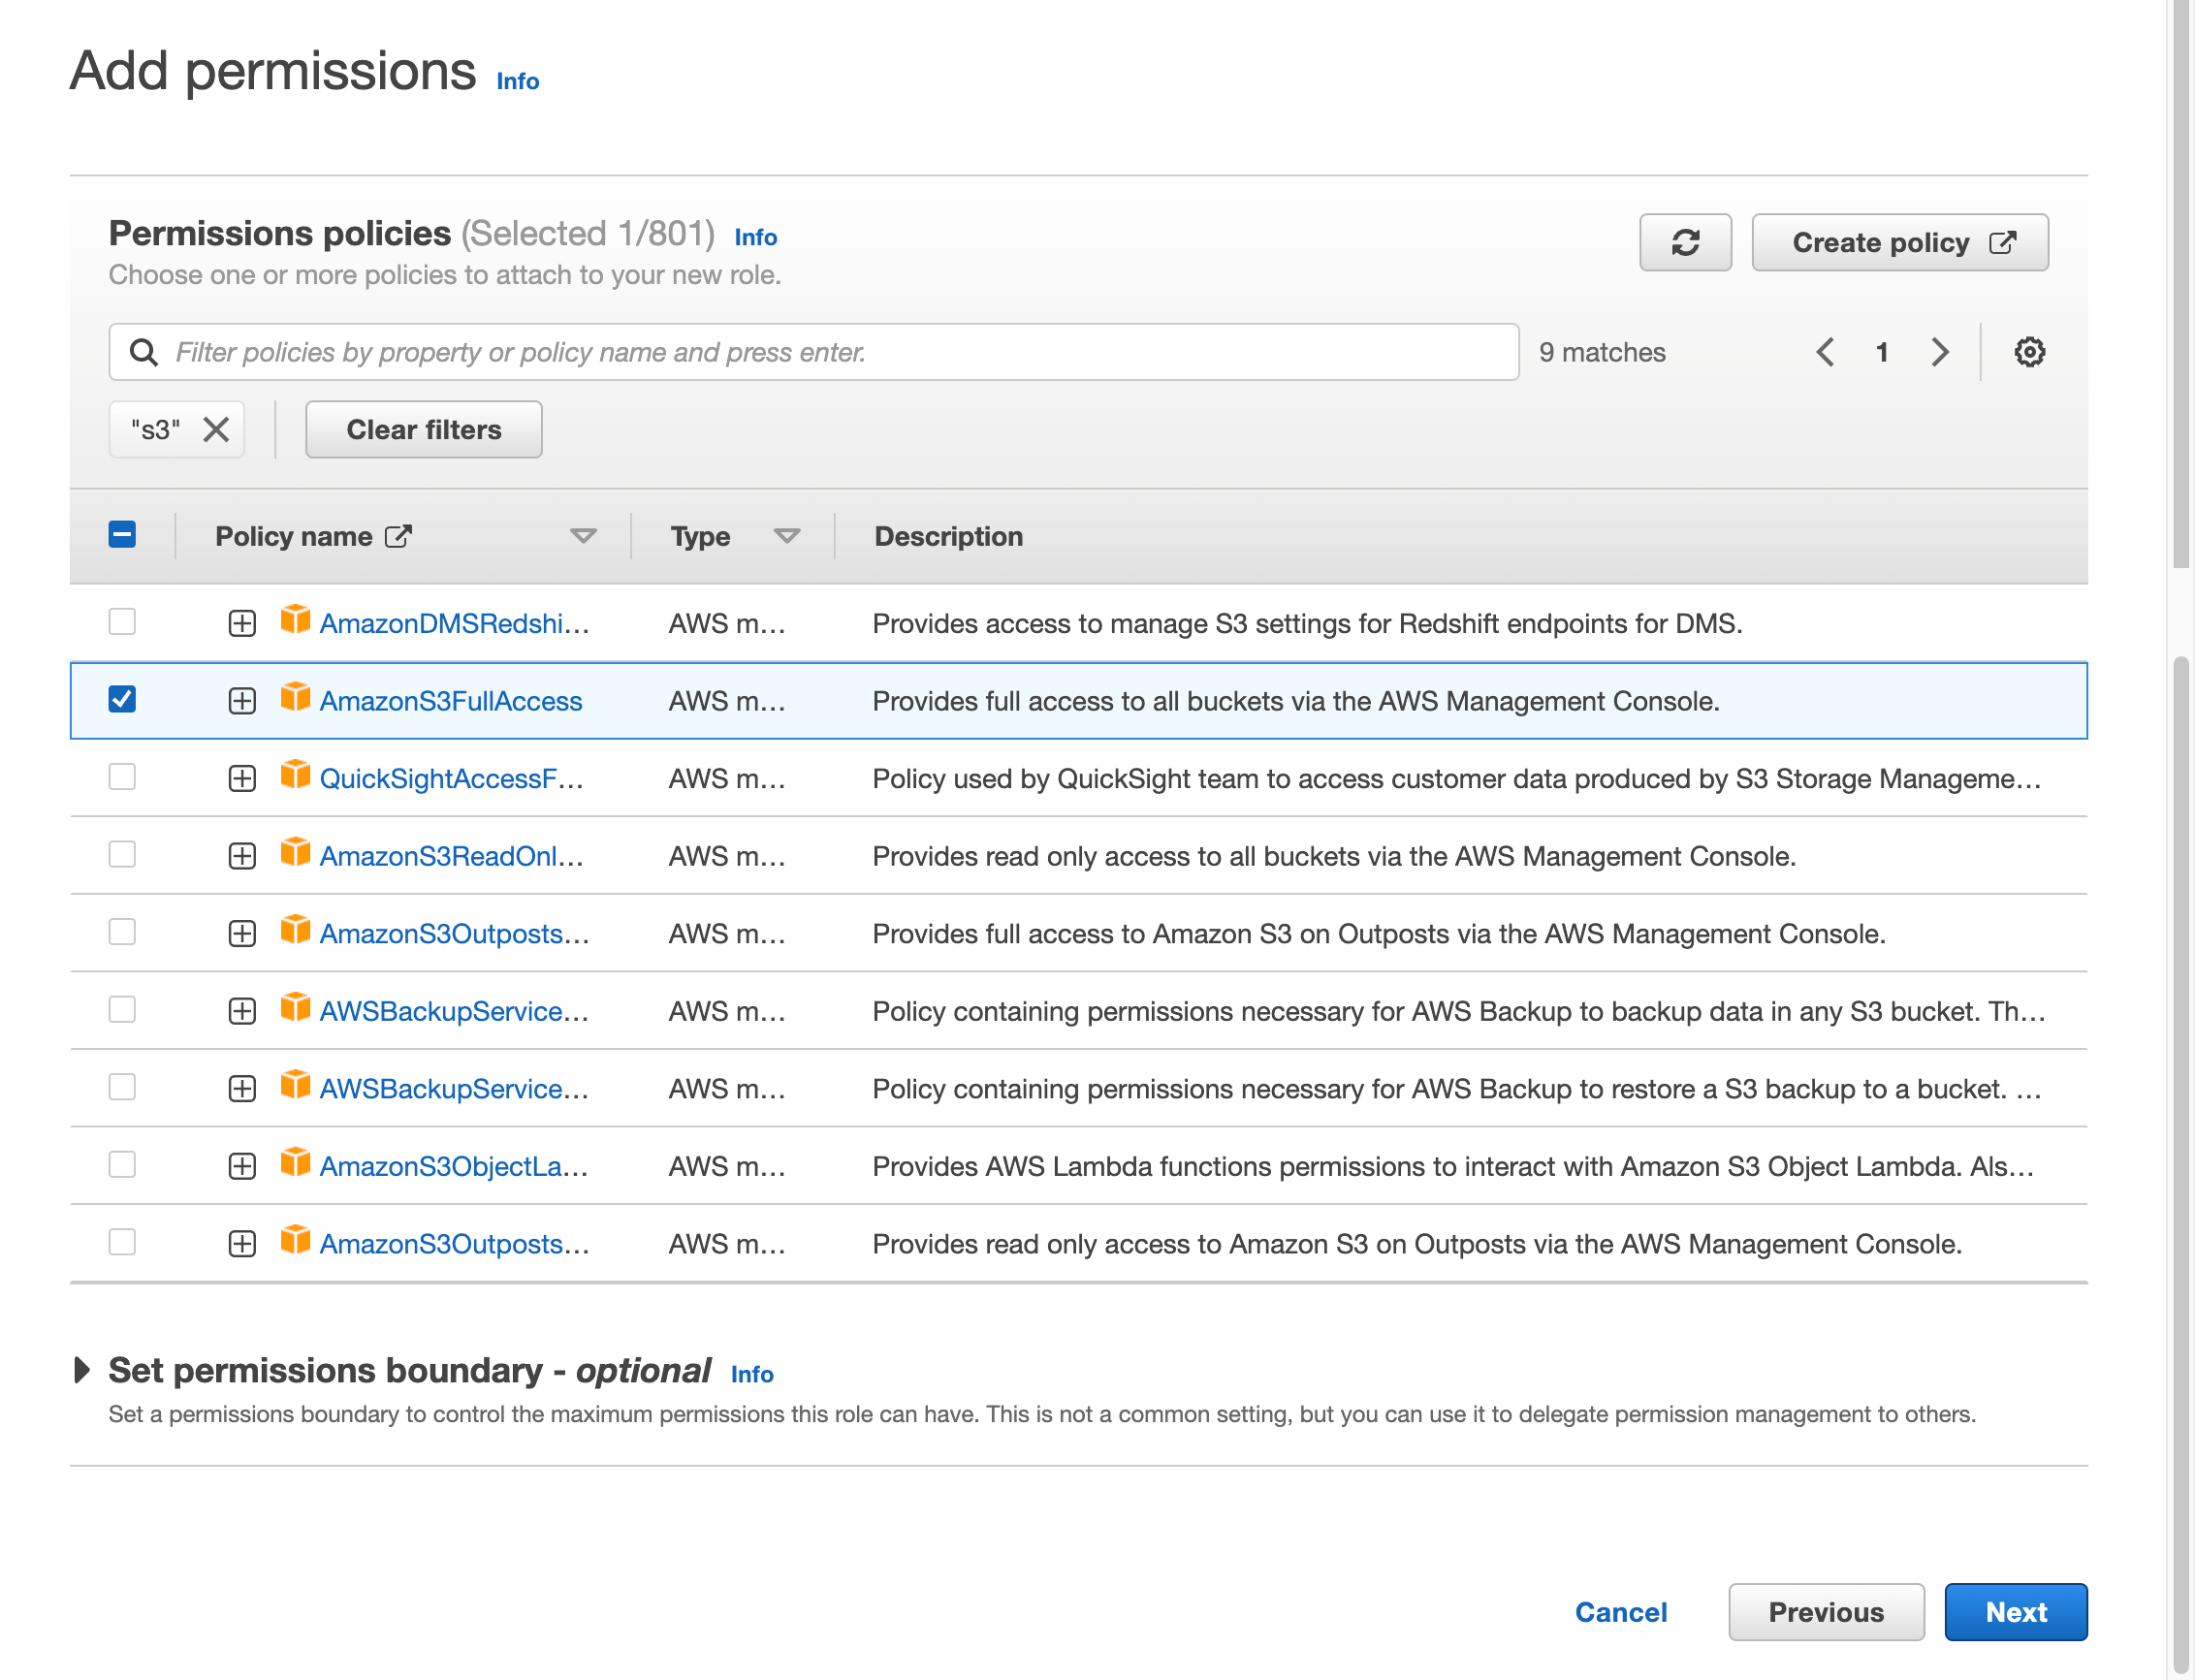 Add permissions Info
Permissions policies (Selected 1/801) Info
Create policy
Choose one or more policies to attach to your new role.
Filter policies by property or policy name and press enter.
9 matches
1
"s3"
Clear filters
Policy name Type Description
AmazonDMSRedshi... AWS m... Provides access to manage S3 settings for Redshift endpoints for DMS.
AmazonS3FullAccess AWS m... Provides full access to all buckets via the AWS Management Console.
QuickSightAccessF... AWS m... Policy used by QuickSight team to access customer data produced by S3 Storage Manageme...
AmazonS3ReadOnl... AWS m... Provides read only access to all buckets via the AWS Management Console.
AmazonS3Outposts... AWS m... Provides full access to Amazon S3 on Outposts via the AWS Management Console.
AWSBackupService... AWS m... Policy containing permissions necessary for AWS Backup to backup data in any S3 bucket. Th...
AWSBackupService... AWS m... Policy containing permissions necessary for AWS Backup to restore a S3 backup to a bucket. ...
AmazonS3ObjectLa... AWS m... Provides AWS Lambda functions permissions to interact with Amazon S3 Object Lambda. Als...
AmazonS3Outposts... AWS m... Provides read only access to Amazon S3 on Outposts via the AWS Management Console.
Set permissions boundary - optional Info
Set a permissions boundary to control the maximum permissions this role can have. This is not a common setting, but you can use it to delegate permission management to others.
Cancel Previous Next